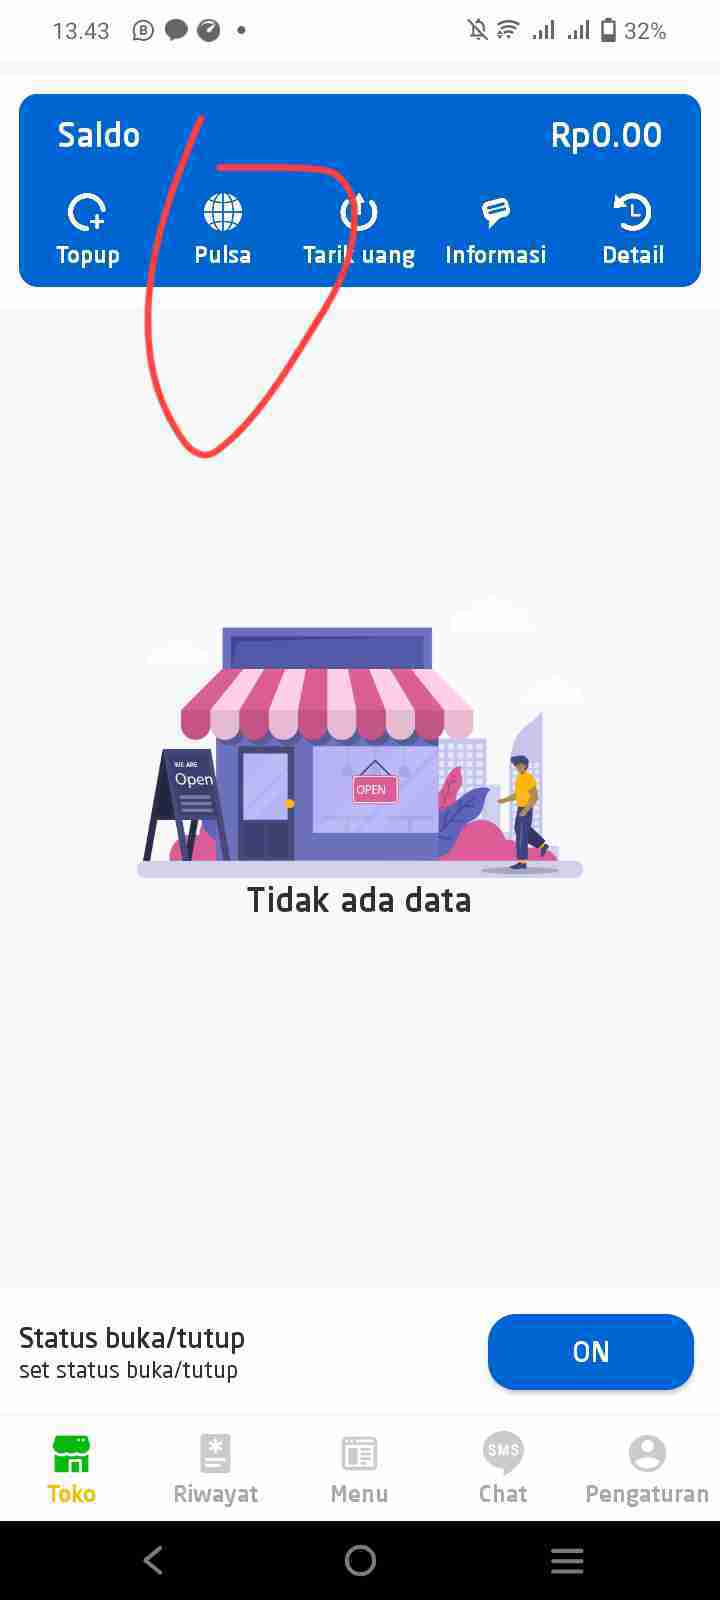 13.43 32%
Saldo Rp0.00
Topup Pulsa Tarik uang Informasi Detail
WE ARE
Open
OPEN
Tidak ada data
Status buka/tutup
set status buka/tutup
ON
SMS
Toko Riwayat Menu Chat Pengaturan